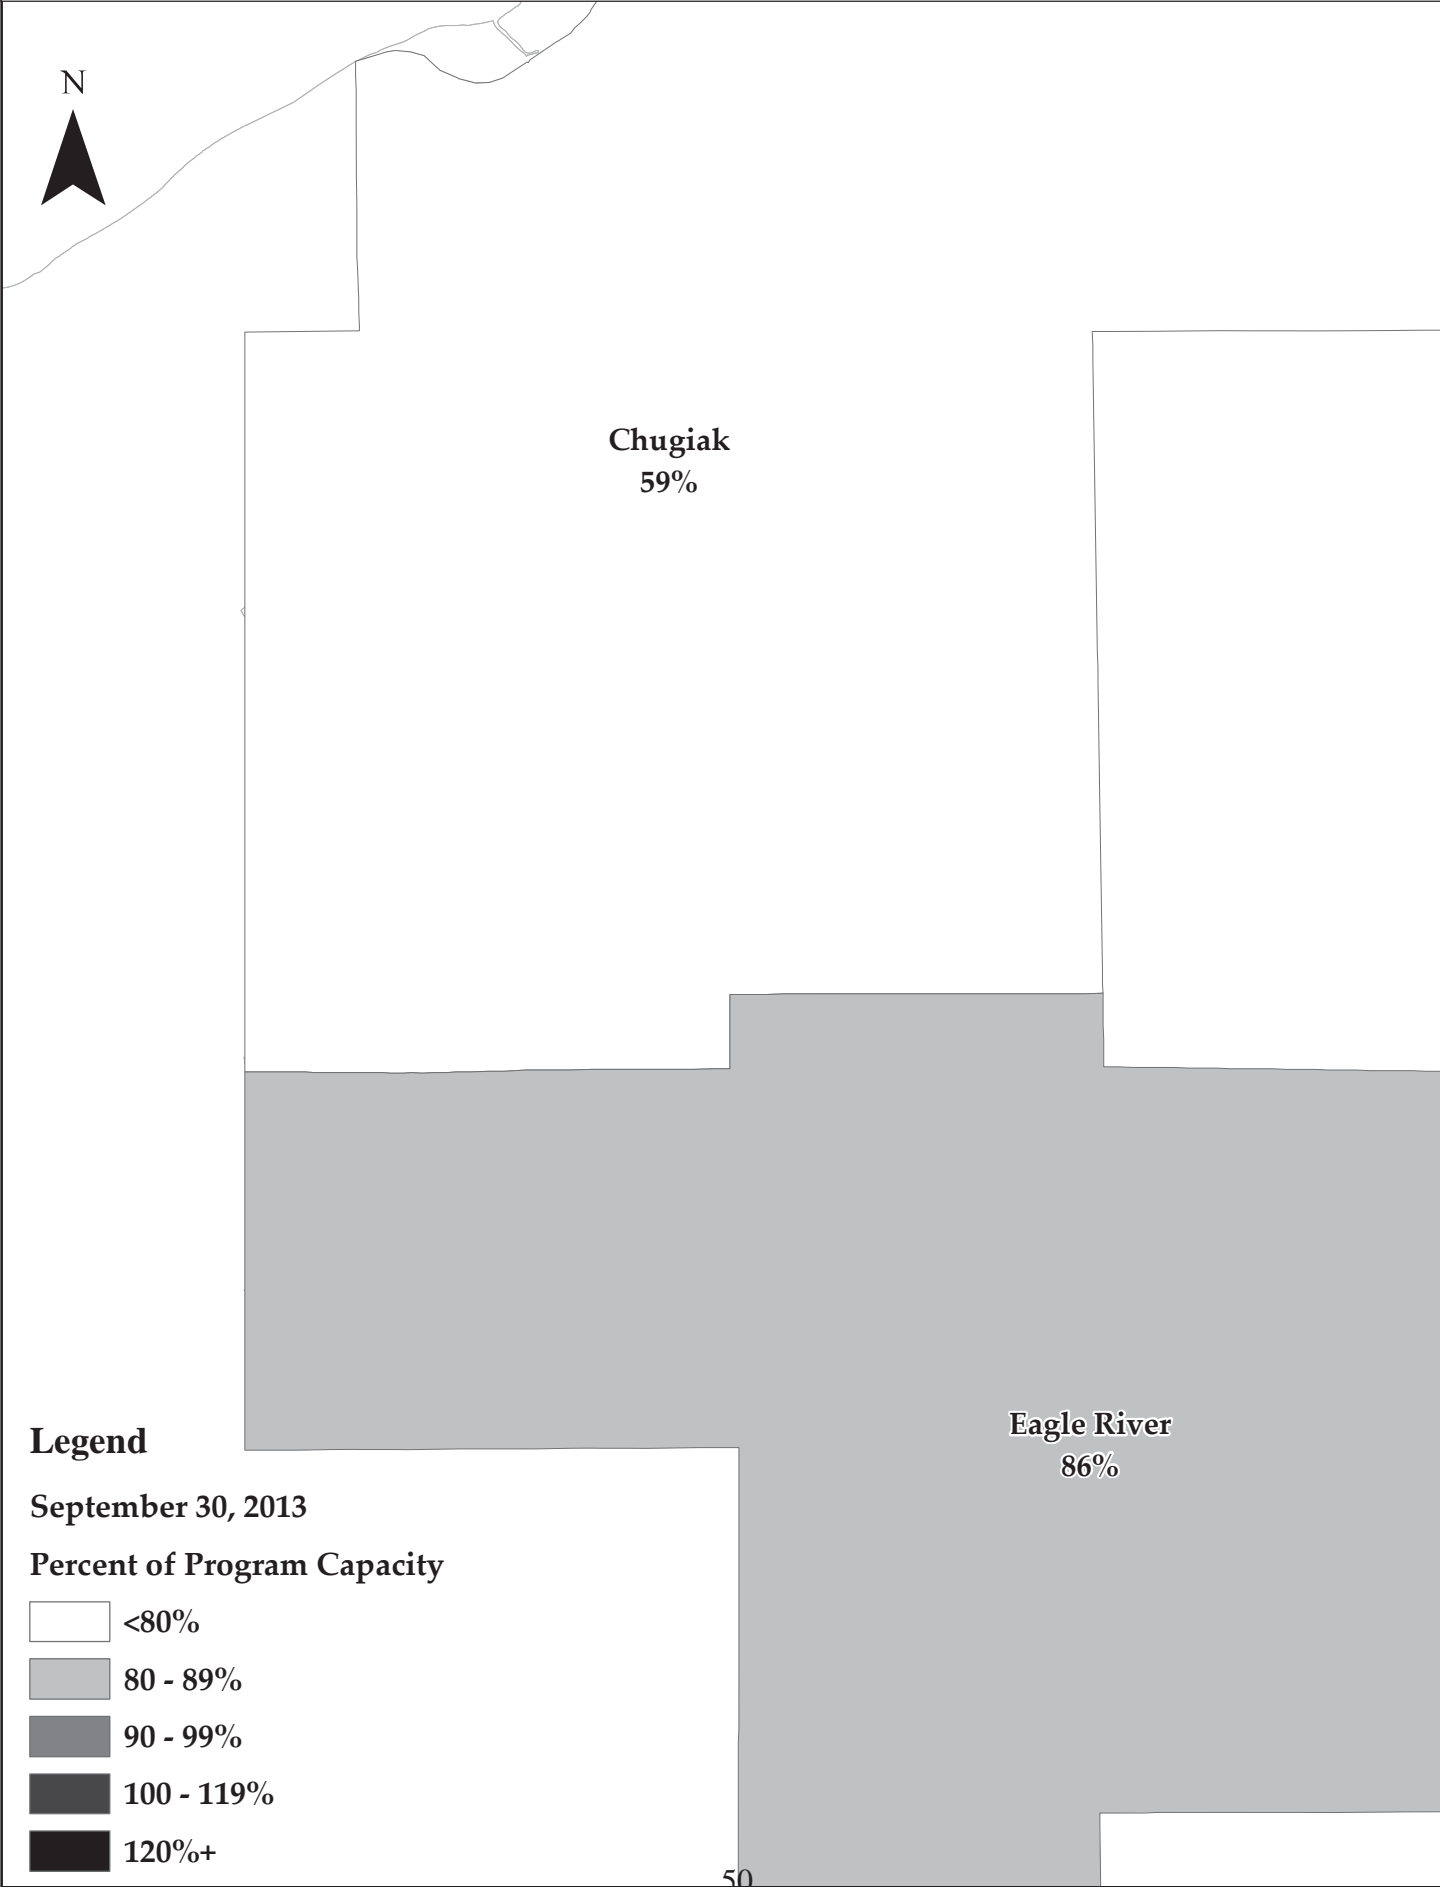 N
Chugiak
59%
Eagle River
86%
Legend
September 30, 2013
Percent of Program Capacity
<80%
80 - 89%
90 - 99%
100 - 119%
120%+
50